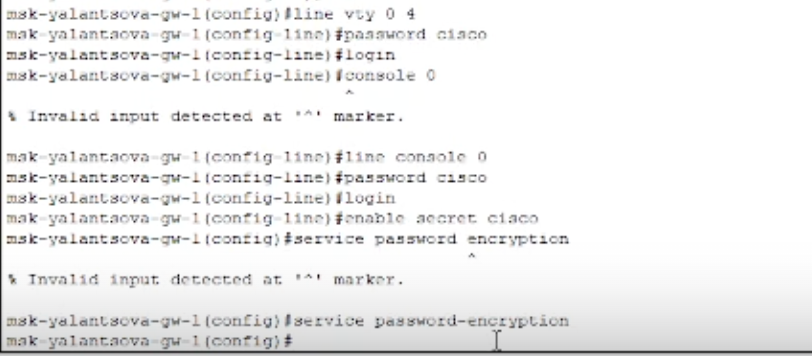 msk-yalantsova-gw-1(config)#line vty 0 4
msk-yalantsova-gw-1(config-line)#password cisco
msk-yalantsova-gw-1(config-line)#login
msk-yalantsova-gw-1(config-line)#console 0
^
% Invalid input detected at '^' marker.
msk-yalantsova-gw-1(config-line)#line console 0
msk-yalantsova-gw-1(config-line)#password cisco
msk-yalantsova-gw-1(config-line)#login
msk-yalantsova-gw-1(config-line)#enable secret cisco
msk-yalantsova-gw-1(config)#service password encryption
^
% Invalid input detected at '^' marker.
msk-yalantsova-gw-1(config)#service password-encryption
msk-yalantsova-gw-1(config)#